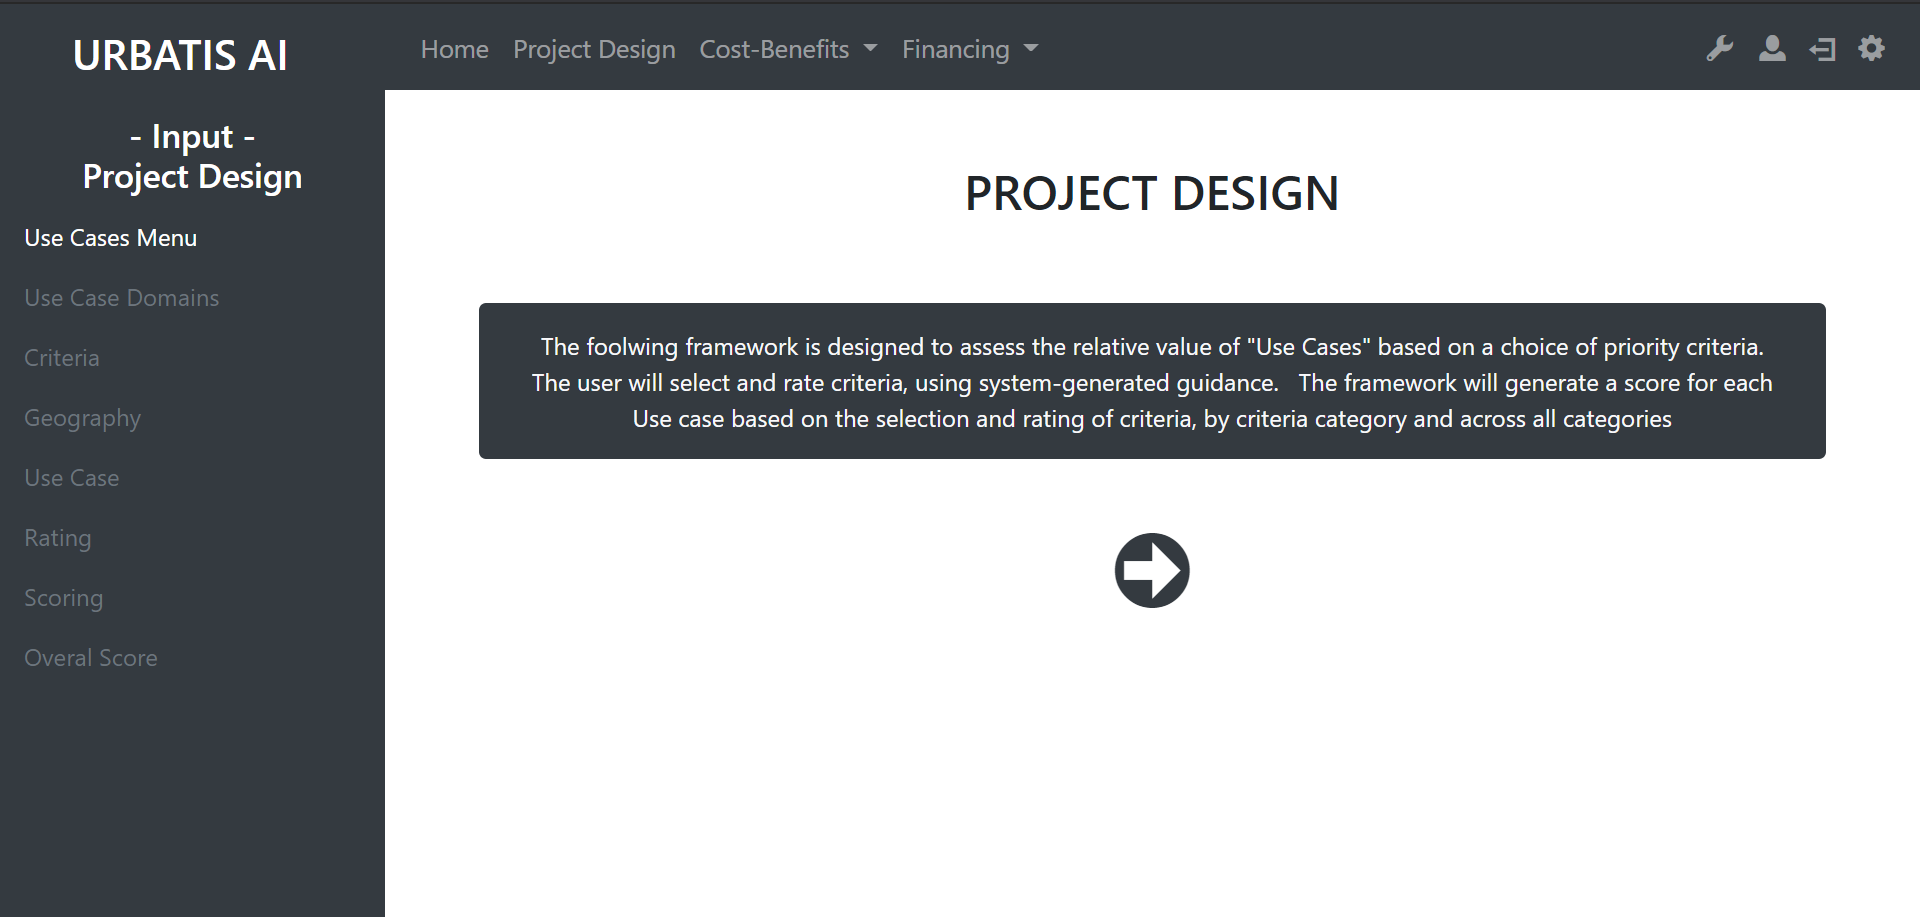 URBATIS AI
Home Project Design Cost-Benefits Financing
- Input -
Project Design
Use Cases Menu
Use Case Domains
Criteria
Geography
Use Case
Rating
Scoring
Overal Score
PROJECT DESIGN
The foolwing framework is designed to assess the relative value of "Use Cases" based on a choice of priority criteria.
The user will select and rate criteria, using system-generated guidance. The framework will generate a score for each
Use case based on the selection and rating of criteria, by criteria category and across all categories